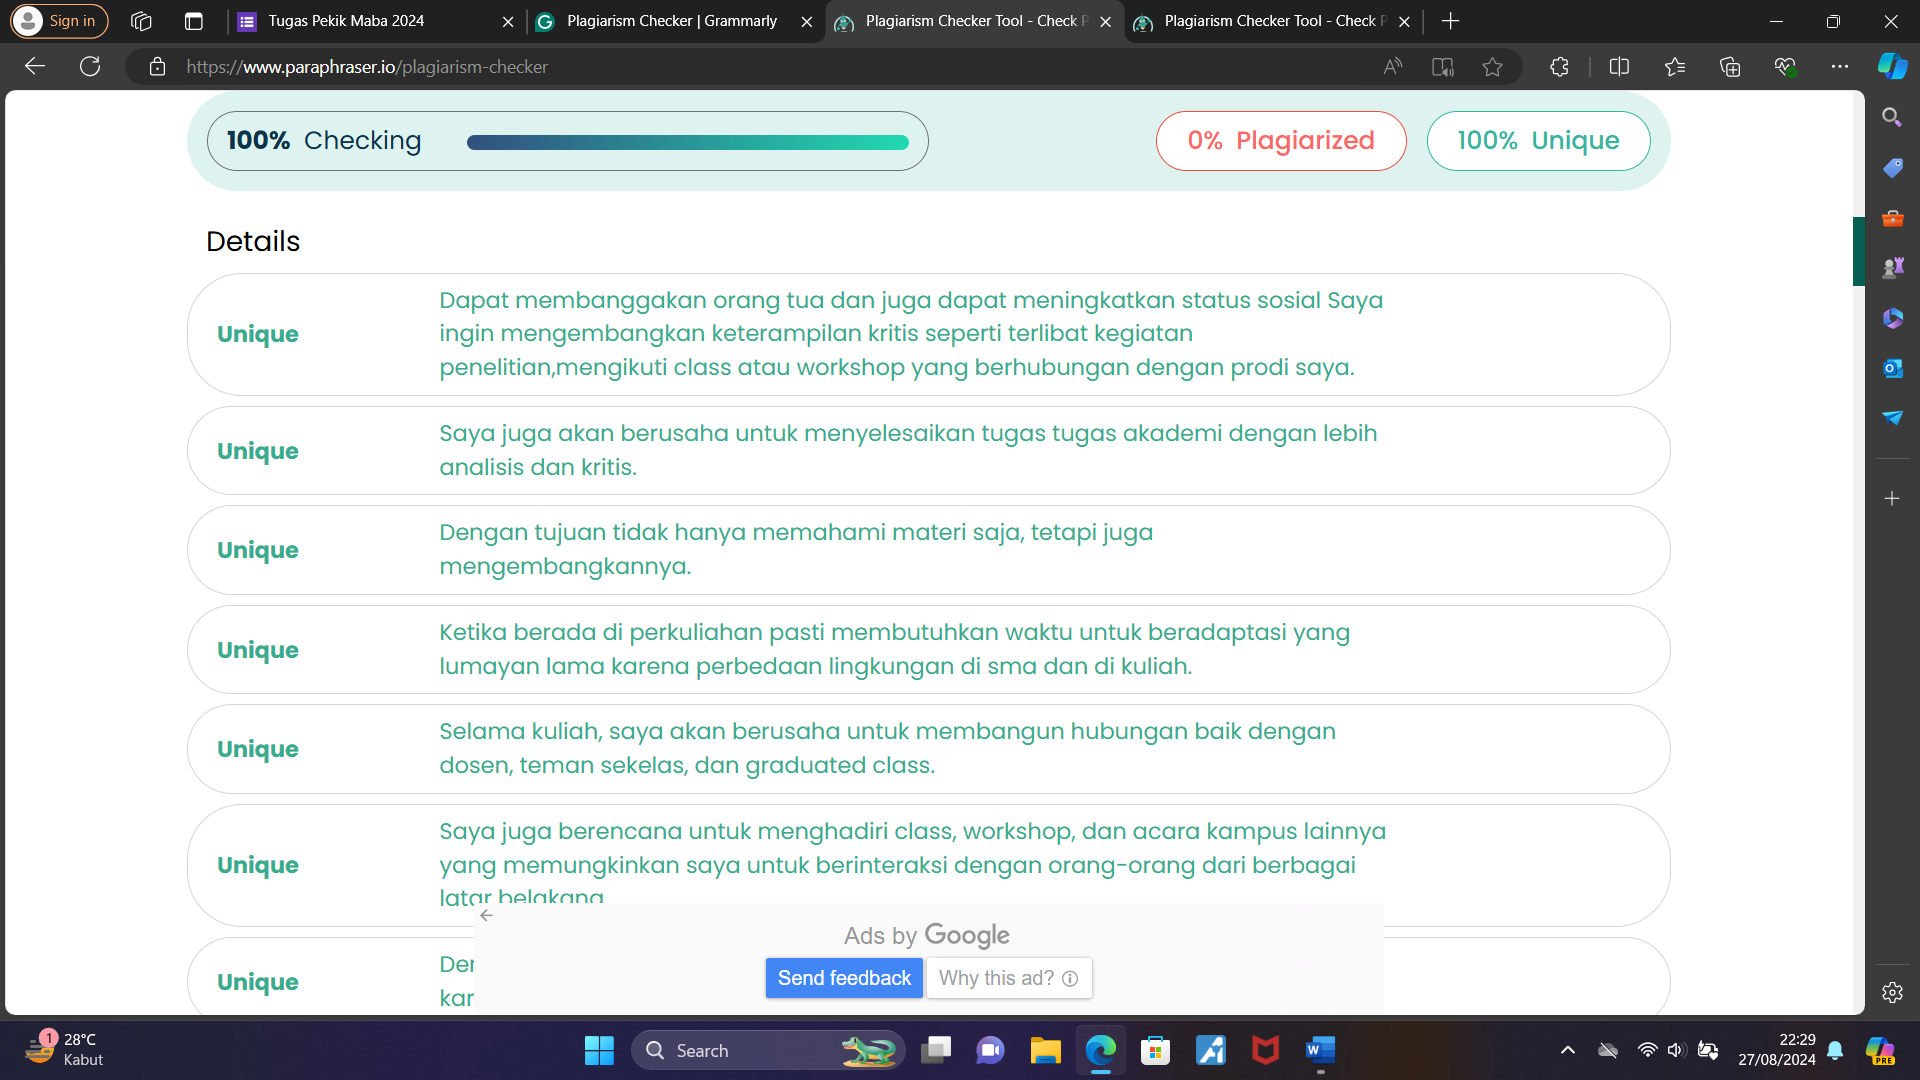 Sign in
Tugas Pekik Maba 2024
Plagiarism Checker | Grammarly
Plagiarism Checker Tool - Check P
Plagiarism Checker Tool - Check P
https://www.paraphraser.io/plagiarism-checker
100% Checking
0% Plagiarized
100% Unique
Details
Unique
Dapat membanggakan orang tua dan juga dapat meningkatkan status sosial Saya
ingin mengembangkan keterampilan kritis seperti terlibat kegiatan
penelitian,mengikuti class atau workshop yang berhubungan dengan prodi saya.
Unique
Saya juga akan berusaha untuk menyelesaikan tugas tugas akademi dengan lebih
analisis dan kritis.
Unique
Dengan tujuan tidak hanya memahami materi saja, tetapi juga
mengembangkannya.
Unique
Ketika berada di perkuliahan pasti membutuhkan waktu untuk beradaptasi yang
lumayan lama karena perbedaan lingkungan di sma dan di kuliah.
Unique
Selama kuliah, saya akan berusaha untuk membangun hubungan baik dengan
dosen, teman sekelas, dan graduated class.
Unique
Saya juga berencana untuk menghadiri class, workshop, dan acara kampus lainnya
yang memungkinkan saya untuk berinteraksi dengan orang-orang dari berbagai
latar belakang
Unique
Ads by Google
Send feedback
Why this ad?
1
28°C
Kabut
Search
22:29
27/08/2024
PRE